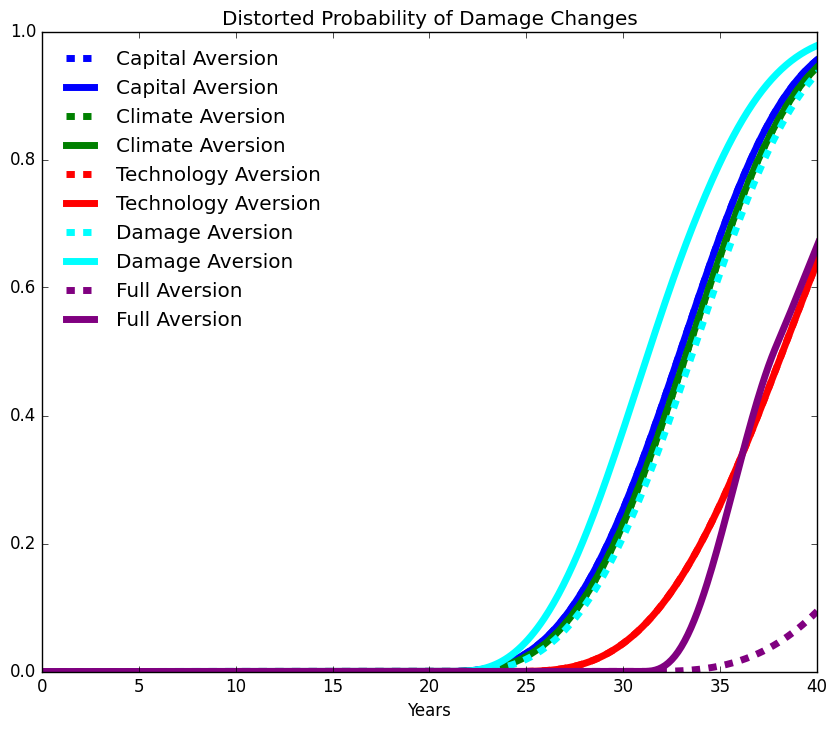 Distorted Probability of Damage Changes
1.0
0.8
0.6
0.4
0.2
0.0
Capital Aversion
Capital Aversion
Climate Aversion
Climate Aversion
Technology Aversion
Technology Aversion
Damage Aversion
Damage Aversion
Full Aversion
Full Aversion
0 5 10 15 20 25 30 35 40
Years